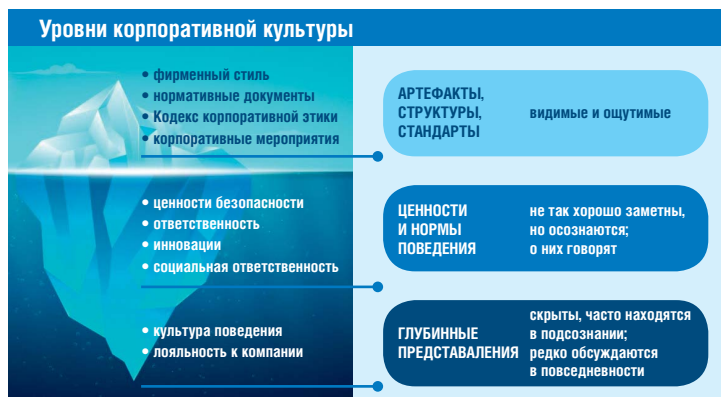 Уровни корпоративной культуры
• фирменный стиль
• нормативные документы
• Кодекс корпоративной этики
• корпоративные мероприятия
АРТЕФАКТЫ,
СТРУКТУРЫ,
СТАНДАРТЫ
видимые и ощутимые
• ценности безопасности
• ответственность
• инновации
• социальная ответственность
ЦЕННОСТИ
И НОРМЫ
ПОВЕДЕНИЯ
не так хорошо заметны,
но осознаются;
о них говорят
• культура поведения
• лояльность к компании
ГЛУБИННЫЕ
ПРЕДСТАВАЛЕНИЯ
скрыты, часто находятся
в подсознании;
редко обсуждаются
в повседневности